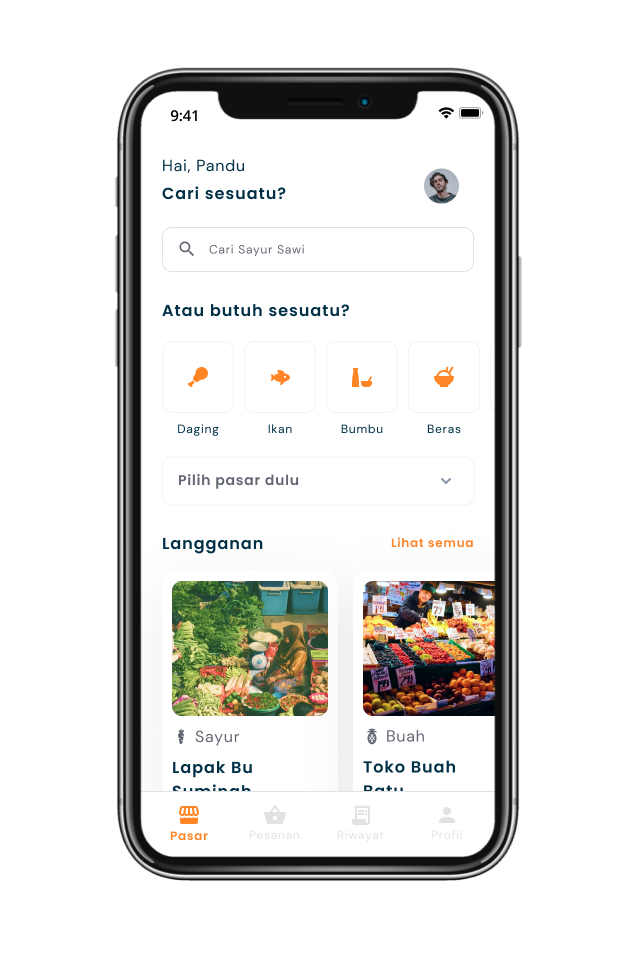 9:41
Hai, Pandu
Cari sesuatu?
Cari Sayur Sawi
Atau butuh sesuatu?
Daging
Ikan
Bumbu
Beras
Pilih pasar dulu
Langganan
Lihat semua
Sayur
Buah
Lapak Bu
Suminah
Toko Buah
Batu
Pasar
Pesanan
Riwayat
Profil